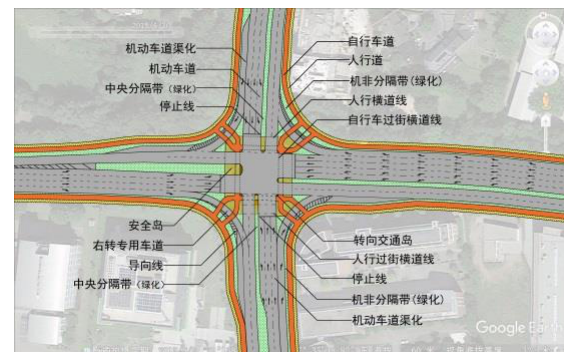 机动车道渠化
机动车道
中央分隔带（绿化）
停止线
自行车道
人行道
机非分隔带(绿化)
人行横道线
自行车过街横道线
安全岛
右转专用车道
导向线
中央分隔带（绿化）
转向交通岛
人行过街横道线
停止线
机非分隔带(绿化)
机动车道渠化
Google Earth